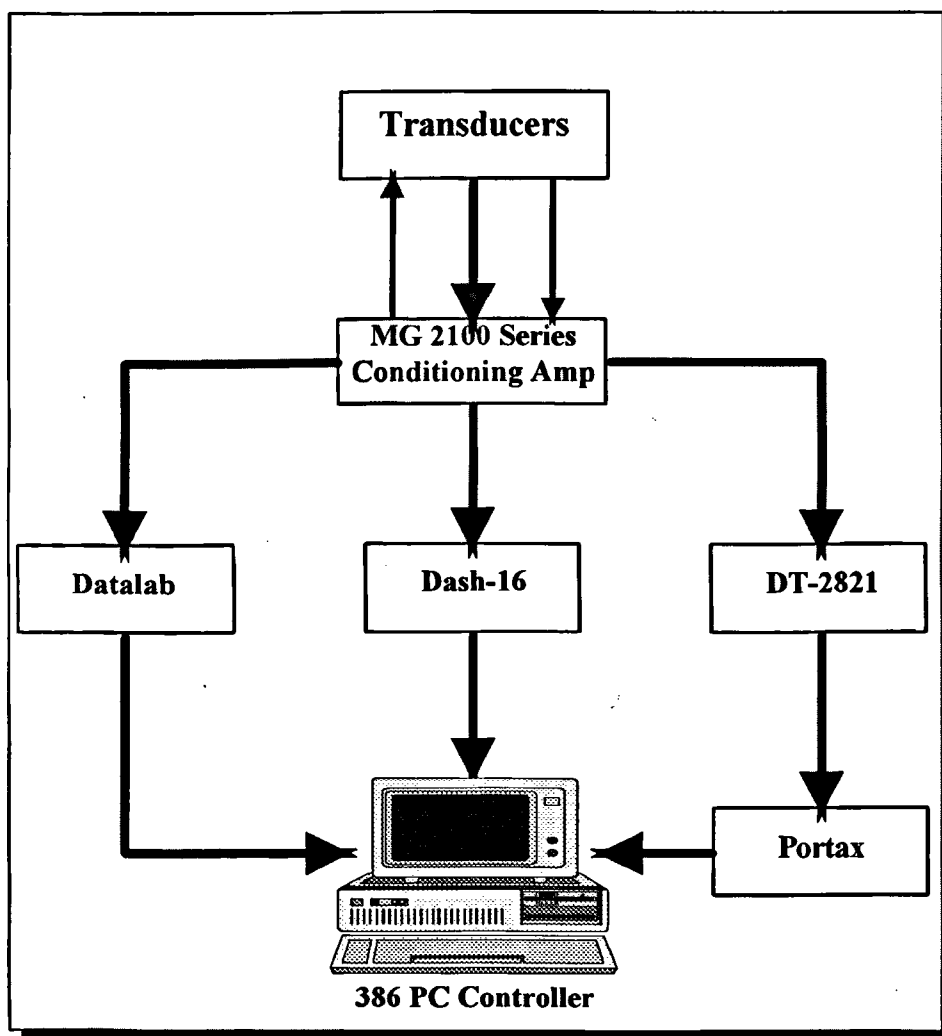 Transducers
MG 2100 Series
Conditioning Amp
Datalab
Dash-16
DT-2821
Portax
386 PC Controller